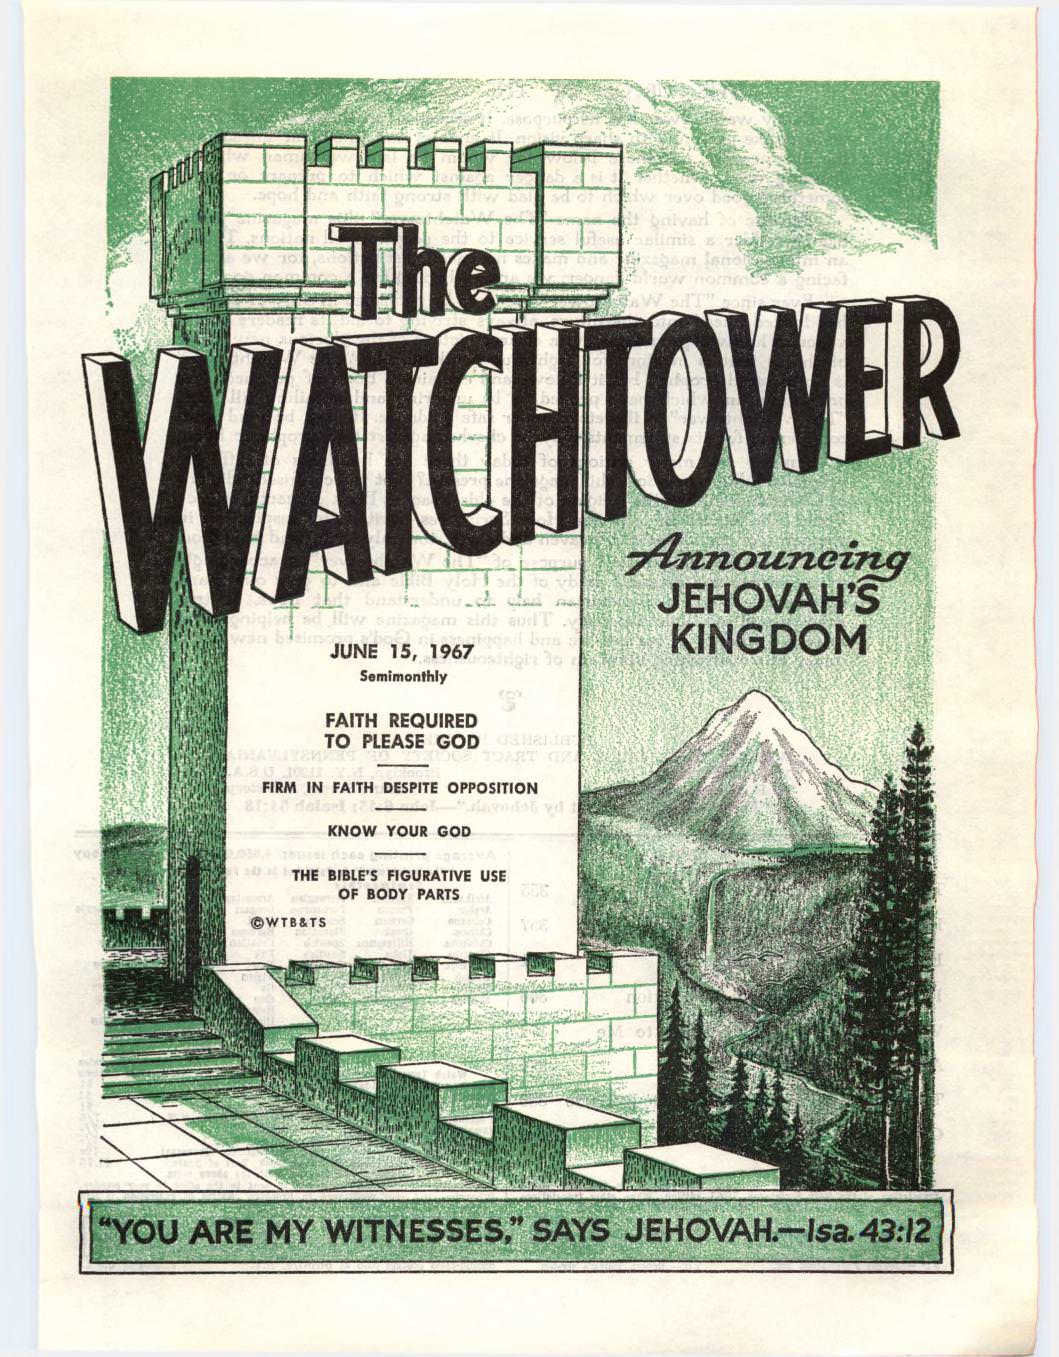 The
WATCHTOWER
Announcing
JEHOVAH'S
KINGDOM
JUNE 15, 1967
Semimonthly
FAITH REQUIRED
TO PLEASE GOD
FIRM IN FAITH DESPITE OPPOSITION
KNOW YOUR GOD
THE BIBLE'S FIGURATIVE USE
OF BODY PARTS
©WTB&TS
"YOU ARE MY WITNESSES," SAYS JEHOVAH.—Isa. 43:12